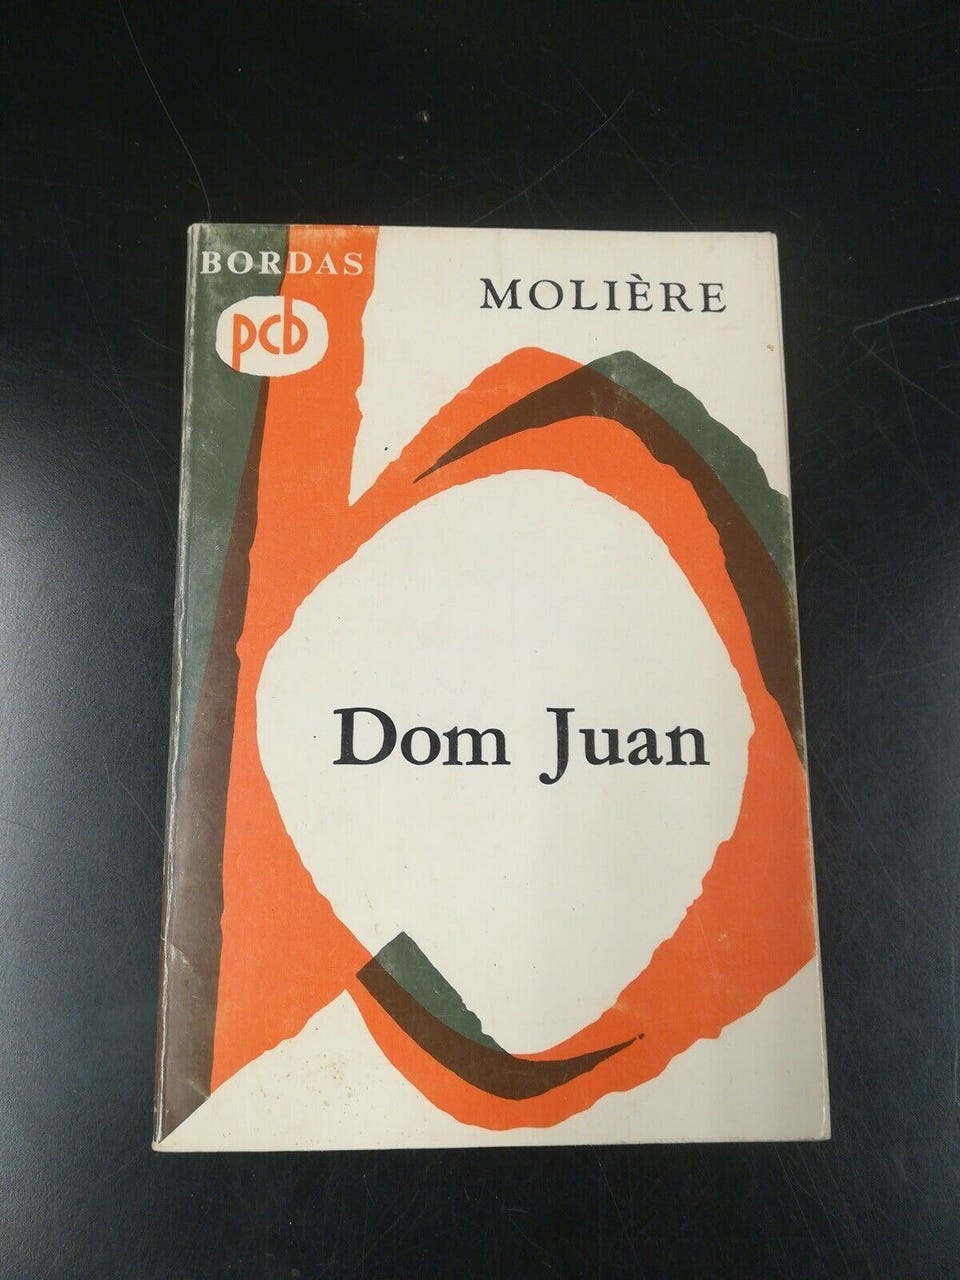 BORDAS
pcb
MOLIÈRE
Dom Juan